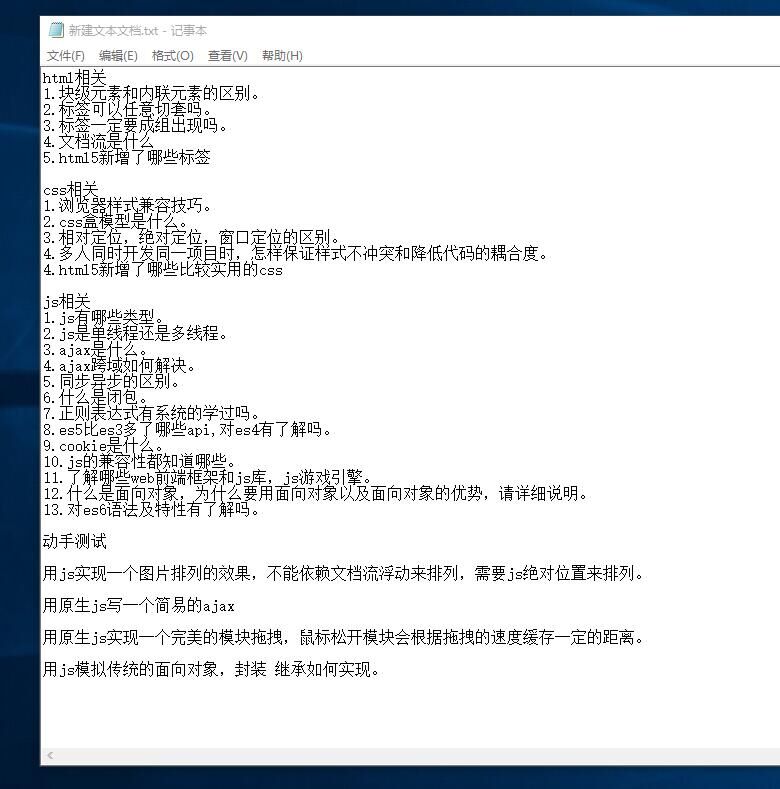 新建文本文档.txt - 记事本
文件(F) 编辑(E) 格式(O) 查看(V) 帮助(H)
html相关
1.块级元素和内联元素的区别。
2.标签可以任意切套吗。
3.标签一定要成组出现吗。
4.文档流是什么
5.html5新增了哪些标签
css相关
1.浏览器样式兼容技巧。
2.css盒模型是什么。
3.相对定位，绝对定位，窗口定位的区别。
4.多人同时开发同一项目时，怎样保证样式不冲突和降低代码的耦合度。
4.html5新增了哪些比较实用的css
js相关
1.js有哪些类型。
2.js是单线程还是多线程。
3.ajax是什么。
4.ajax跨域如何解决。
5.同步异步的区别。
6.什么是闭包。
7.正则表达式有系统的学过吗。
8.es5比es3多了哪些api,对es4有了解吗。
9.cookie是什么。
10.js的兼容性都知道哪些。
11.了解哪些web前端框架和js库，js游戏引擎。
12.什么是面向对象，为什么要用面向对象以及面向对象的优势，请详细说明。
13.对es6语法及特性有了解吗。
动手测试
用js实现一个图片排列的效果，不能依赖文档流浮动来排列，需要js绝对位置来排列。
用原生js写一个简易的ajax
用原生js实现一个完美的模块拖拽，鼠标松开模块会根据拖拽的速度缓存一定的距离。
用js模拟传统的面向对象，封装 继承如何实现。